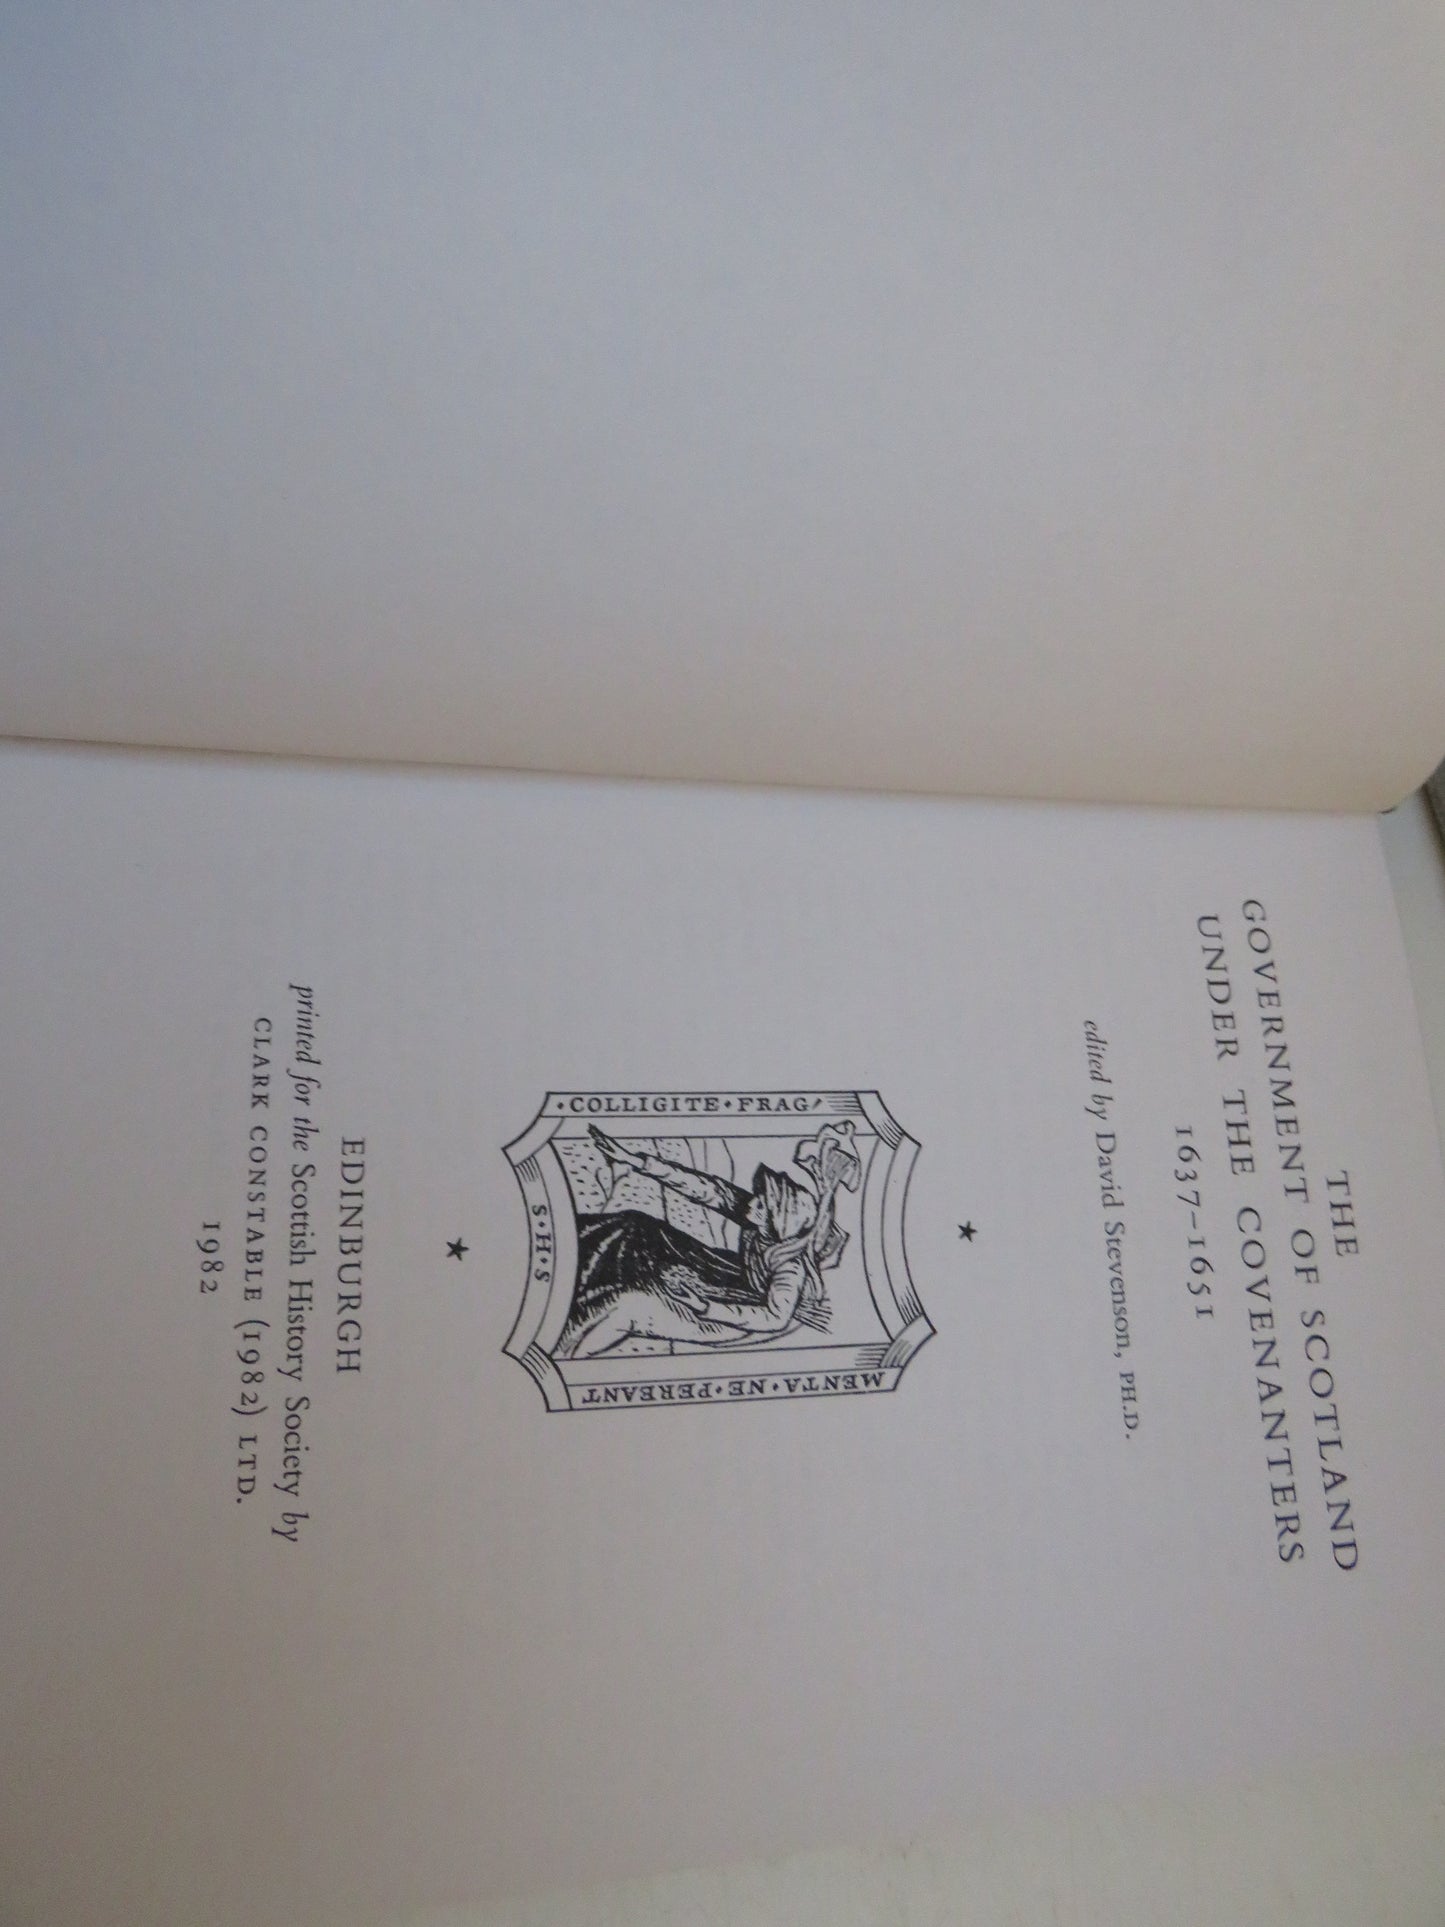 THE
GOVERNMENT OF SCOTLAND
UNDER THE COVENANTERS
1637–1651
edited by David Stevenson, PH.D.
★
·COLLIGITE·FRAG/
MENTA·NE·PEREANT
S·H·S
★
EDINBURGH
printed for the Scottish History Society by
CLARK CONSTABLE (1982) LTD.
1982